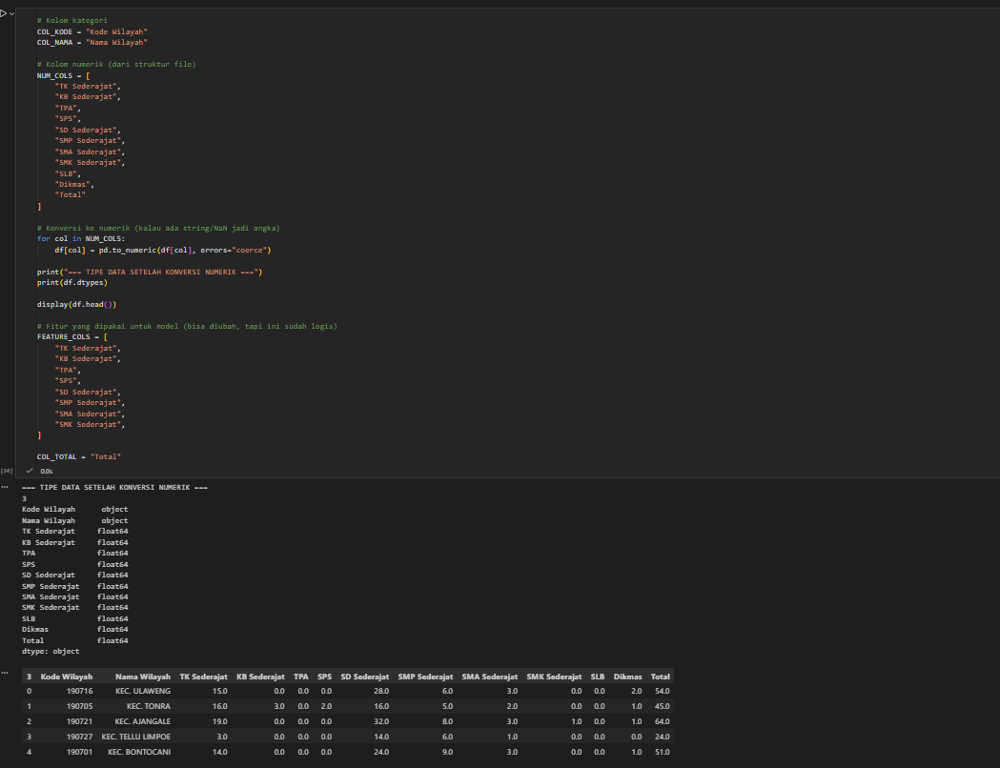 # Kolom kategori
COL_KODE = "Kode Wilayah"
COL_NAMA = "Nama Wilayah"
# Kolom numerik (dari struktur file)
NUM_COLS = [
"TK Sederajat",
"KB Sederajat",
"TPA",
"SPS",
"SD Sederajat",
"SMP Sederajat",
"SMA Sederajat",
"SMK Sederajat",
"SLB",
"Dikmas",
"Total"
]
# Konversi ke numerik (kalau ada string/NaN jadi angka)
for col in NUM_COLS:
df[col] = pd.to_numeric(df[col], errors="coerce")
print("=== TIPE DATA SETELAH KONVERSI NUMERIK ===")
print(df.dtypes)
display(df.head())
# Fitur yang dipakai untuk model (bisa diubah, tapi ini sudah logis)
FEATURE_COLS = [
"TK Sederajat",
"KB Sederajat",
"TPA",
"SPS",
"SD Sederajat",
"SMP Sederajat",
"SMA Sederajat",
"SMK Sederajat",
]
COL_TOTAL = "Total"
[24] 0.0s
=== TIPE DATA SETELAH KONVERSI NUMERIK ===
3
Kode Wilayah object
Nama Wilayah object
TK Sederajat float64
KB Sederajat float64
TPA float64
SPS float64
SD Sederajat float64
SMP Sederajat float64
SMA Sederajat float64
SMK Sederajat float64
SLB float64
Dikmas float64
Total float64
dtype: object
3 Kode Wilayah Nama Wilayah TK Sederajat KB Sederajat TPA SPS SD Sederajat SMP Sederajat SMA Sederajat SMK Sederajat SLB Dikmas Total
0 190716 KEC. ULAWENG 15.0 0.0 0.0 0.0 28.0 6.0 3.0 0.0 0.0 2.0 54.0
1 190705 KEC. TONRA 16.0 3.0 0.0 2.0 16.0 5.0 2.0 0.0 0.0 1.0 45.0
2 190721 KEC. AJANGALE 19.0 0.0 0.0 0.0 32.0 8.0 3.0 1.0 0.0 1.0 64.0
3 190727 KEC. TELLU LIMPOE 3.0 0.0 0.0 0.0 14.0 6.0 1.0 0.0 0.0 0.0 24.0
4 190701 KEC. BONTOCANI 14.0 0.0 0.0 0.0 24.0 9.0 3.0 0.0 0.0 1.0 51.0